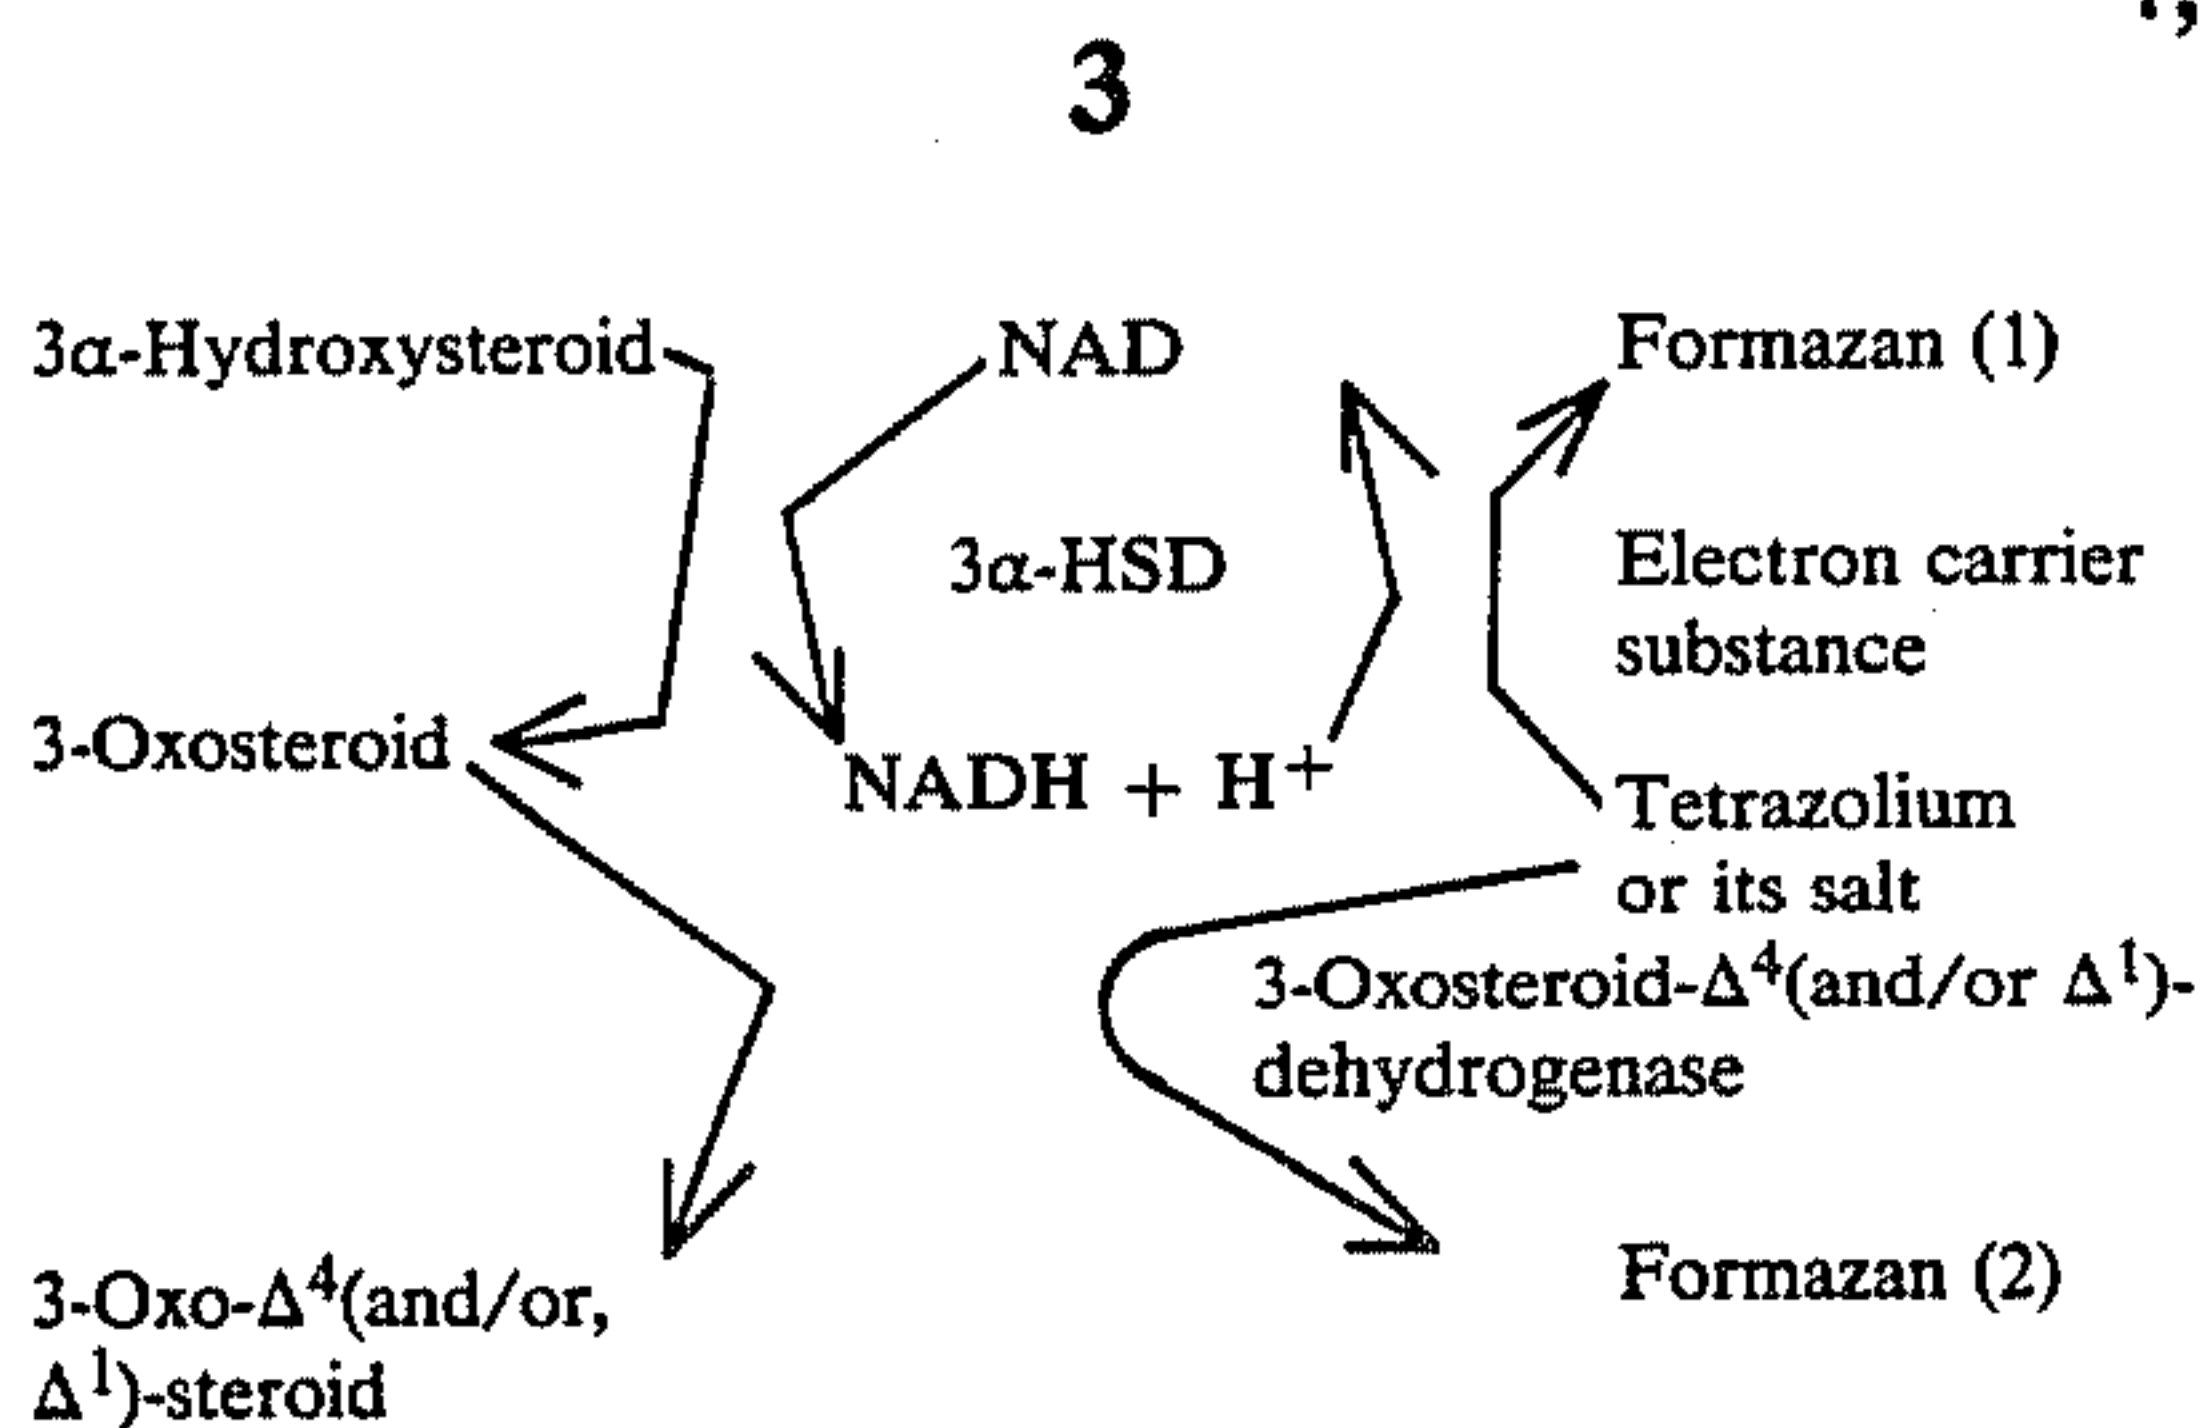 3
3α-Hydroxysteroid
NAD
Formazan (1)
3α-HSD
Electron carrier
substance
3-Oxosteroid
NADH + H⁺
Tetrazolium
or its salt
3-Oxosteroid-Δ⁴(and/or Δ¹)-
dehydrogenase
3-Oxo-Δ⁴(and/or,
Δ¹)-steroid
Formazan (2)